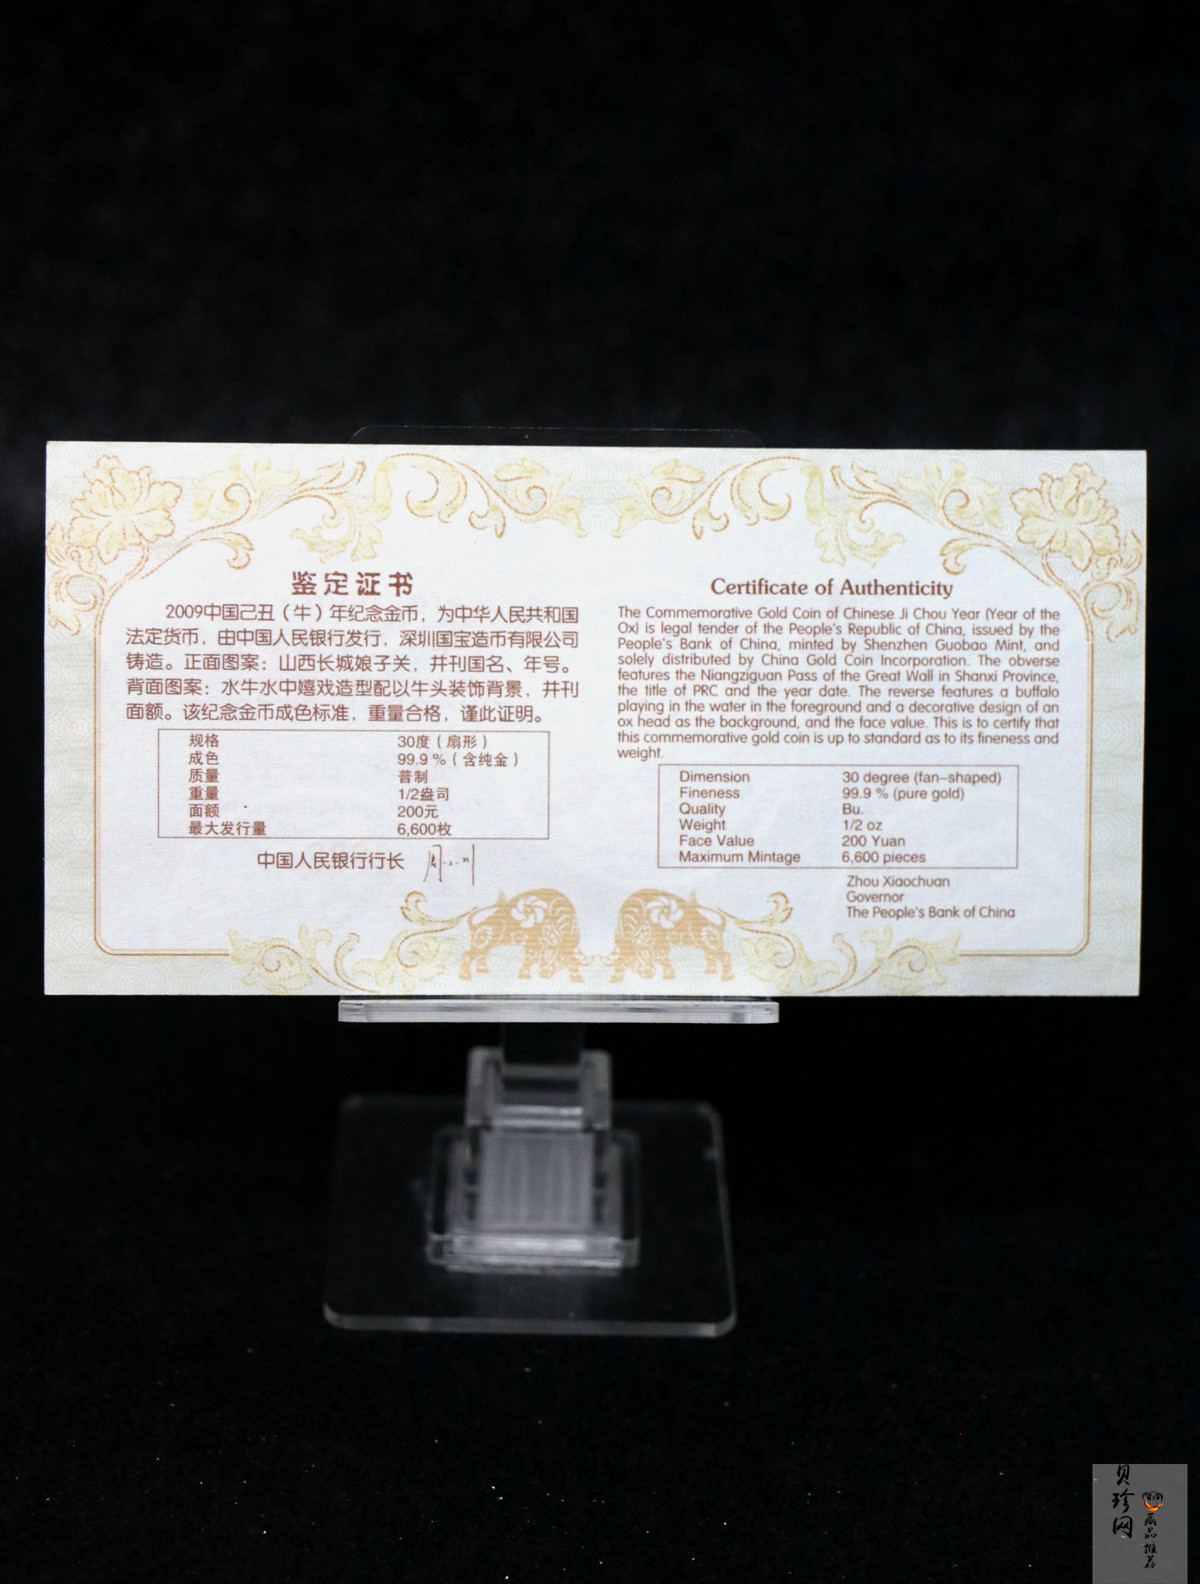 鉴定证书
2009中国己丑（牛）年纪念金币，为中华人民共和国
法定货币，由中国人民银行发行，深圳国宝造币有限公司
铸造。正面图案：山西长城娘子关，并刊国名、年号。
背面图案：水牛水中嬉戏造型配以牛头装饰背景，并刊
面额。该纪念金币成色标准，重量合格，谨此证明。
规格 30度（扇形）
成色 99.9％（含纯金）
质量 普制
重量 1/2盎司
面额 200元
最大发行量 6,600枚
中国人民银行行长
Certificate of Authenticity
The Commemorative Gold Coin of Chinese Ji Chou Year (Year of the
Ox) is legal tender of the People's Republic of China, issued by the
People's Bank of China, minted by Shenzhen Guobao Mint, and
solely distributed by China Gold Coin Incorporation. The obverse
features the Niangziguan Pass of the Great Wall in Shanxi Province,
the title of PRC and the year date. The reverse features a buffalo
playing in the water in the foreground and a decorative design of an
ox head as the background, and the face value. This is to certify that
this commemorative gold coin is up to standard as to its fineness and
weight.
Dimension 30 degree (fan-shaped)
Fineness 99.9 % (pure gold)
Quality Bu.
Weight 1/2 oz
Face Value 200 Yuan
Maximum Mintage 6,600 pieces
Zhou Xiaochuan
Governor
The People's Bank of China
贝珍网
藏品推荐